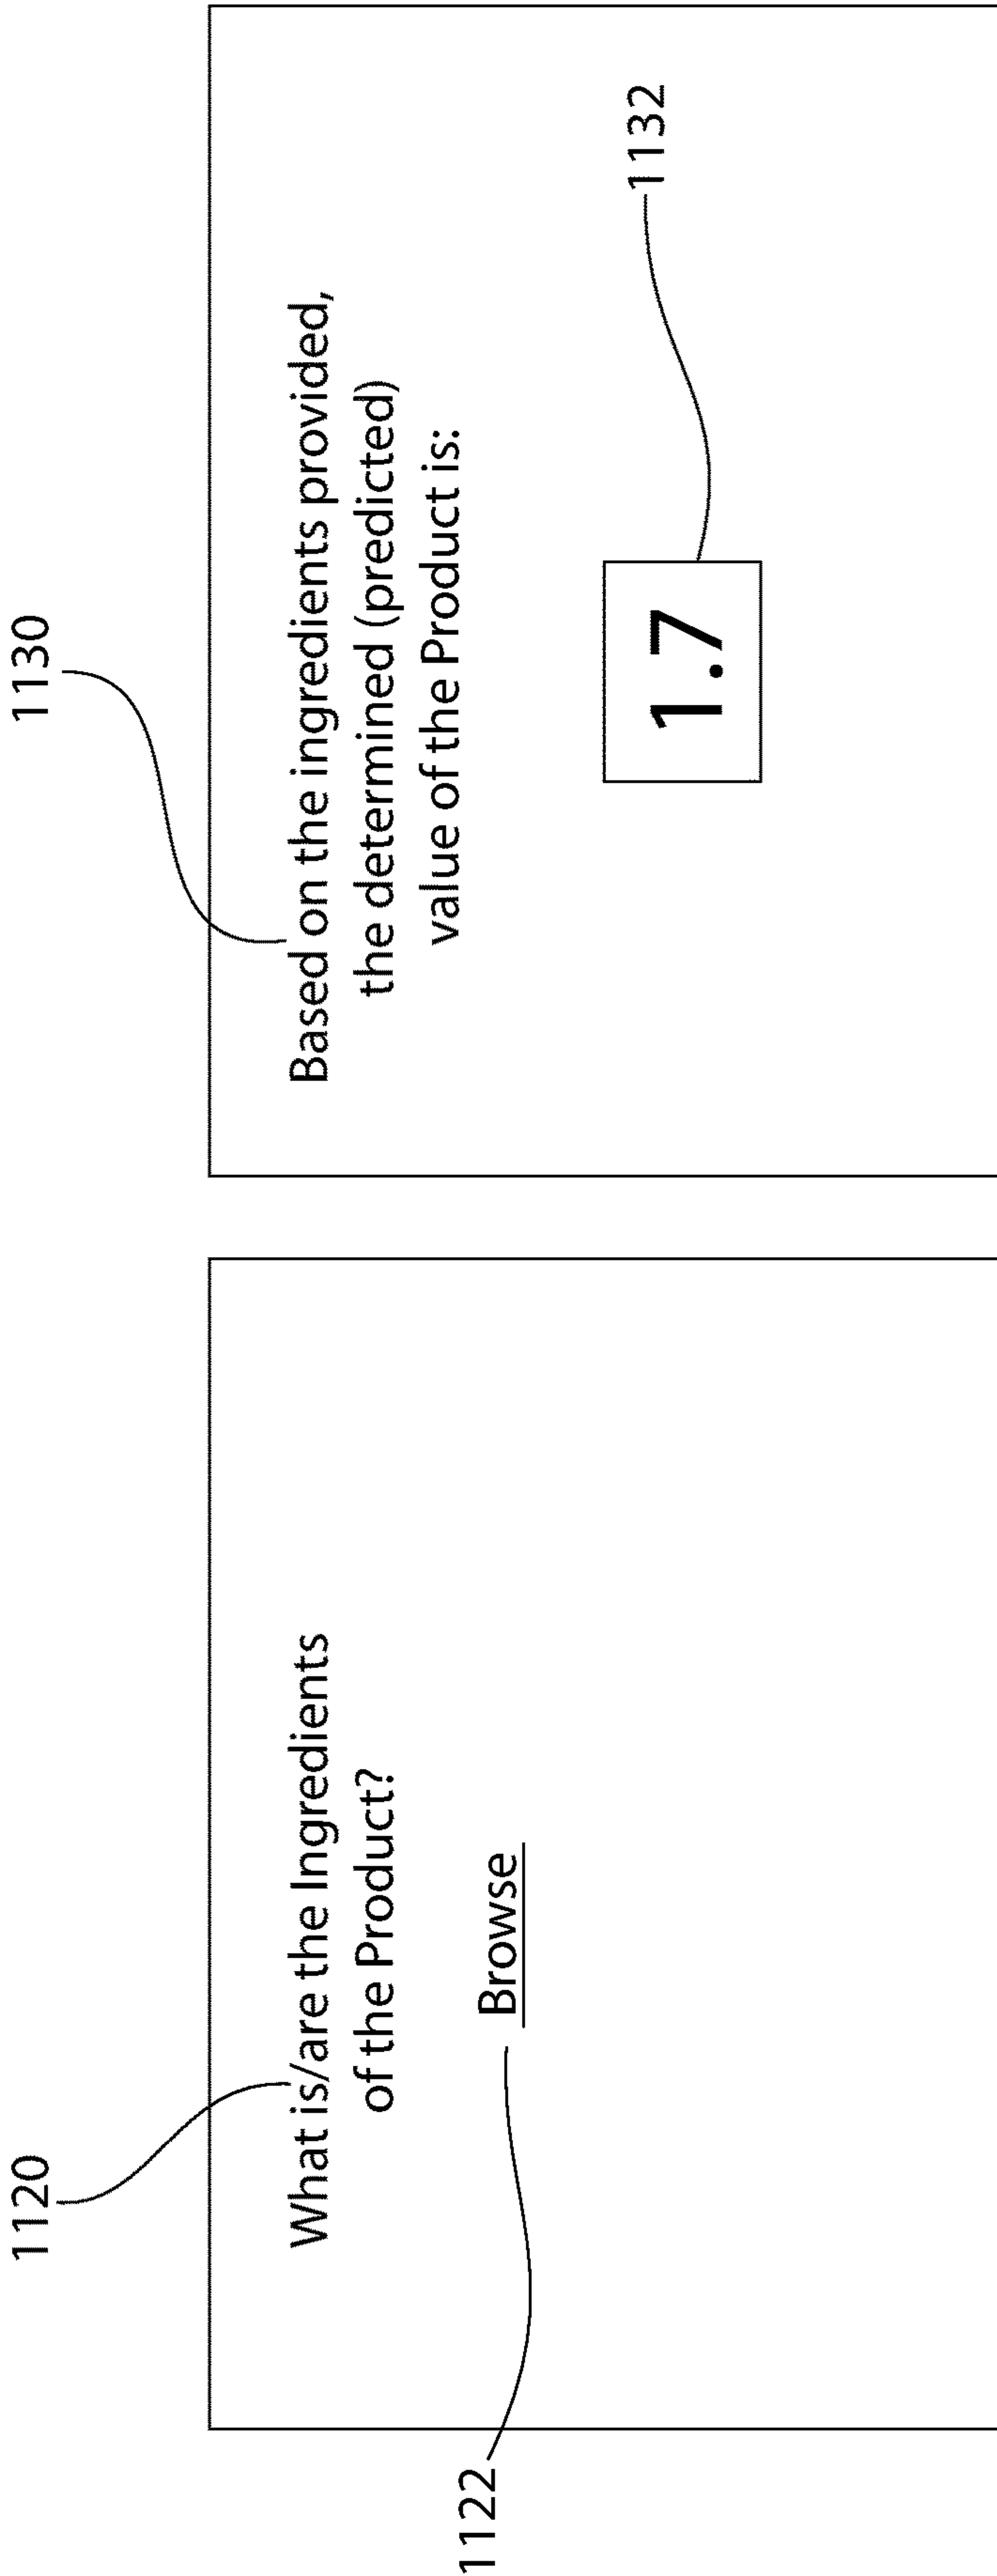 1120
What is/are the Ingredients
of the Product?
1122
Browse
1130
Based on the ingredients provided,
the determined (predicted)
value of the Product is:
1.7
1132